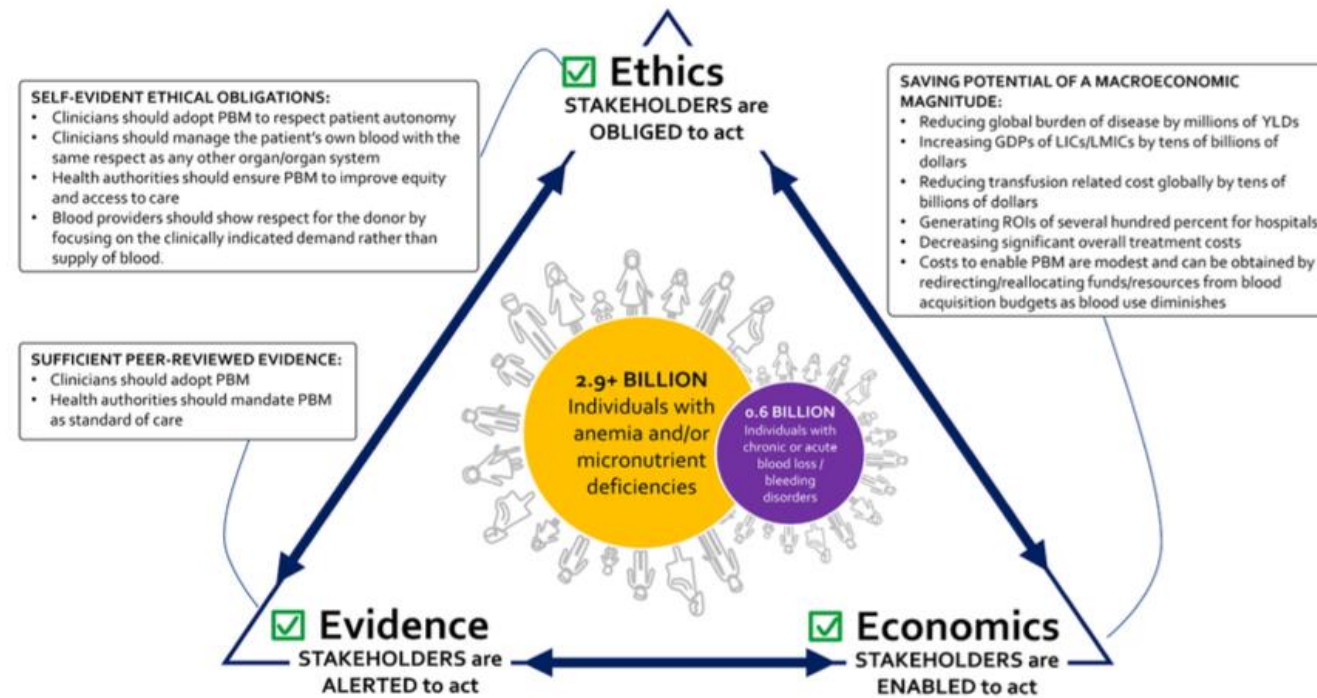 Ethics
STAKEHOLDERS are
OBLIGED to act
SELF-EVIDENT ETHICAL OBLIGATIONS:
• Clinicians should adopt PBM to respect patient autonomy
• Clinicians should manage the patient's own blood with the
same respect as any other organ/organ system
• Health authorities should ensure PBM to improve equity
and access to care
• Blood providers should show respect for the donor by
focusing on the clinically indicated demand rather than
supply of blood.
SAVING POTENTIAL OF A MACROECONOMIC
MAGNITUDE:
• Reducing global burden of disease by millions of YLDs
• Increasing GDPs of LICs/LMICs by tens of billions of
dollars
• Reducing transfusion related cost globally by tens of
billions of dollars
• Generating ROIs of several hundred percent for hospitals
• Decreasing significant overall treatment costs
• Costs to enable PBM are modest and can be obtained by
redirecting/reallocating funds/resources from blood
acquisition budgets as blood use diminishes
SUFFICIENT PEER-REVIEWED EVIDENCE:
• Clinicians should adopt PBM
• Health authorities should mandate PBM
as standard of care
2.9+ BILLION
Individuals with
anemia and/or
micronutrient
deficiencies
0.6 BILLION
Individuals with
chronic or acute
blood loss /
bleeding
disorders
Evidence
STAKEHOLDERS are
ALERTED to act
Economics
STAKEHOLDERS are
ENABLED to act